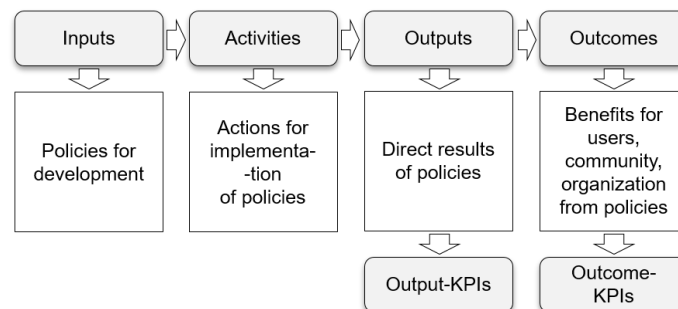 Inputs
Activities
Outputs
Outcomes
Policies for
development
Actions for
implementa-
-tion
of policies
Direct results
of policies
Benefits for
users,
community,
organization
from policies
Output-KPIs
Outcome-
KPIs